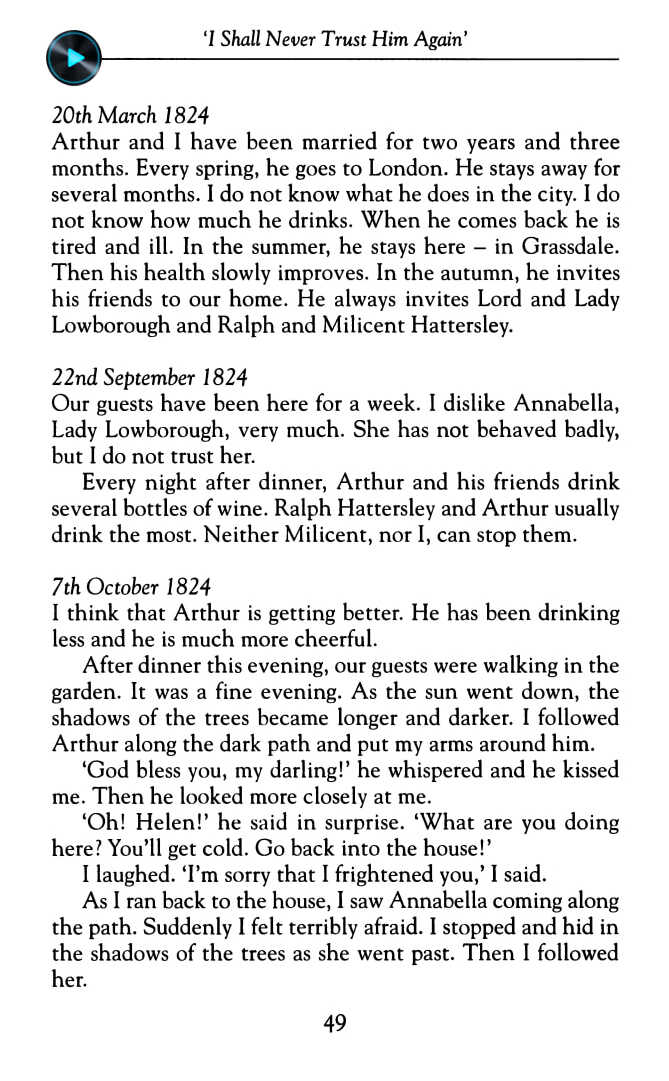 ‘I Shall Never Trust Him Again’
20th March 1824
Arthur and I have been married for two years and three
months. Every spring, he goes to London. He stays away for
several months. I do not know what he does in the city. I do
not know how much he drinks. When he comes back he is
tired and ill. In the summer, he stays here – in Grassdale.
Then his health slowly improves. In the autumn, he invites
his friends to our home. He always invites Lord and Lady
Lowborough and Ralph and Milicent Hattersley.
22nd September 1824
Our guests have been here for a week. I dislike Annabella,
Lady Lowborough, very much. She has not behaved badly,
but I do not trust her.
Every night after dinner, Arthur and his friends drink
several bottles of wine. Ralph Hattersley and Arthur usually
drink the most. Neither Milicent, nor I, can stop them.
7th October 1824
I think that Arthur is getting better. He has been drinking
less and he is much more cheerful.
After dinner this evening, our guests were walking in the
garden. It was a fine evening. As the sun went down, the
shadows of the trees became longer and darker. I followed
Arthur along the dark path and put my arms around him.
‘God bless you, my darling!’ he whispered and he kissed
me. Then he looked more closely at me.
‘Oh! Helen!’ he said in surprise. ‘What are you doing
here? You’ll get cold. Go back into the house!’
I laughed. ‘I’m sorry that I frightened you,’ I said.
As I ran back to the house, I saw Annabella coming along
the path. Suddenly I felt terribly afraid. I stopped and hid in
the shadows of the trees as she went past. Then I followed
her.
49